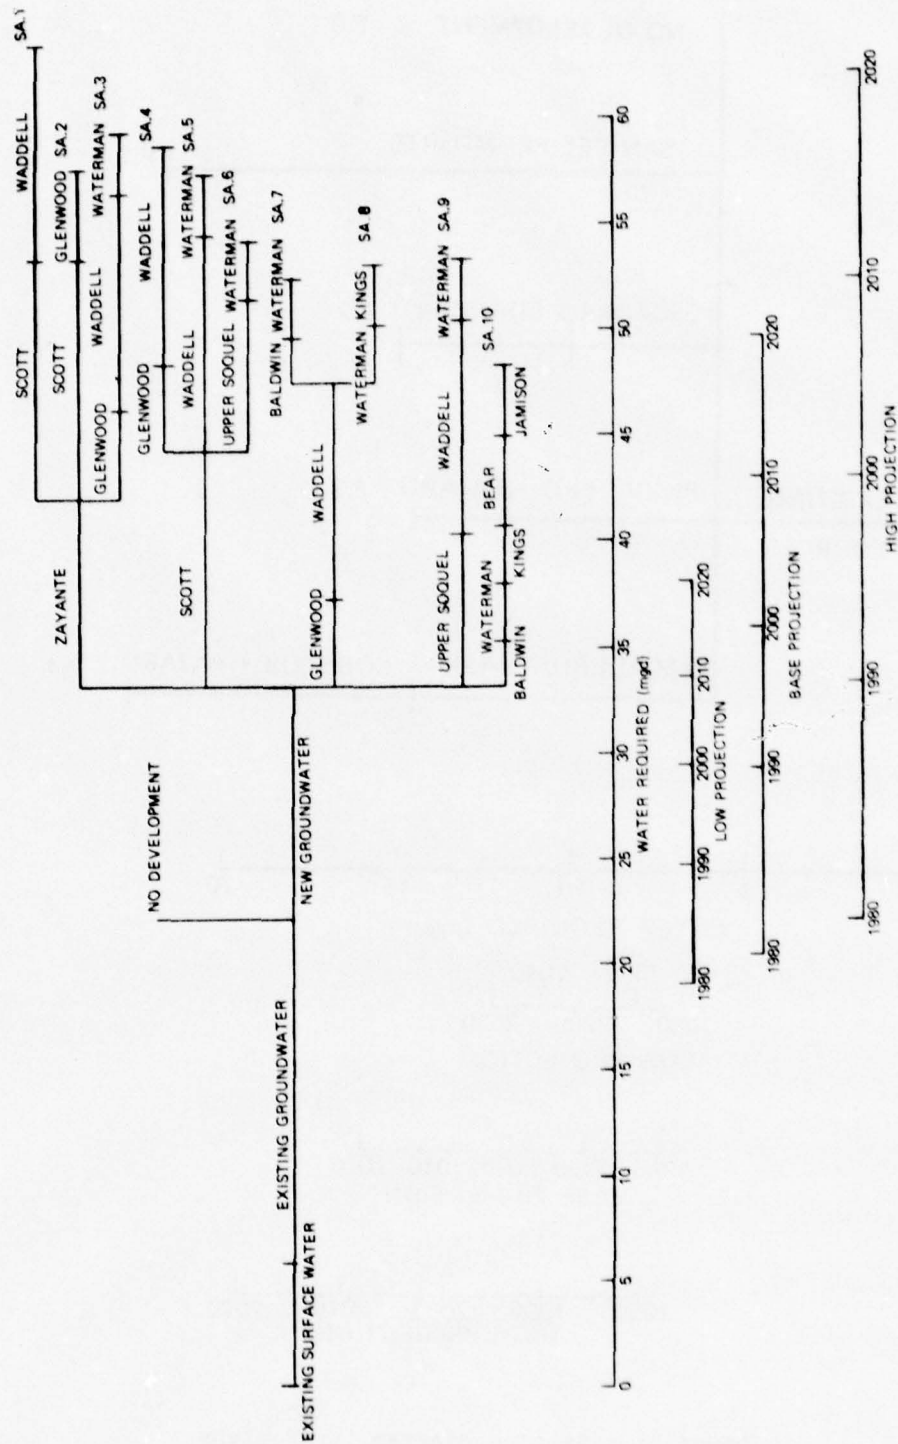 SCOTT WADDELL SA.1
ZAYANTE SCOTT GLENWOOD SA.2
GLENWOOD WADDELL WATERMAN SA.3
NO DEVELOPMENT
GLENWOOD WADDELL SA.4
SCOTT WADDELL WATERMAN SA.5
UPPER SOQUEL WATERMAN SA.6
EXISTING SURFACE WATER EXISTING GROUNDWATER NEW GROUNDWATER
BALDWIN WATERMAN SA.7
GLENWOOD WADDELL
WATERMAN KINGS SA.8
UPPER SOQUEL WADDELL WATERMAN SA.9
WATERMAN BEAR SA.10
BALDWIN KINGS JAMISON
0 5 10 15 20 25 30 35 40 45 50 55 60
WATER REQUIRED (mgd)
1980 1990 2000 2010 2020
LOW PROJECTION
1980 1990 2000 2010 2020
BASE PROJECTION
1980 1990 2000 2010 2020
HIGH PROJECTION